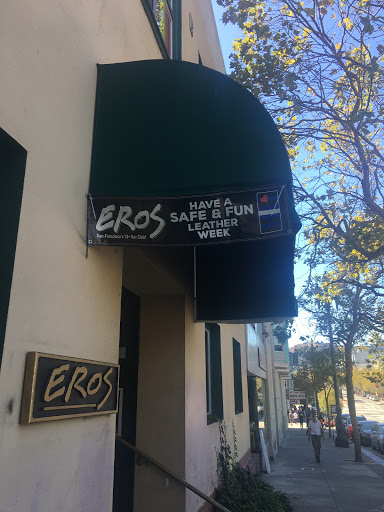 EROS
San Francisco's 18+ Sex Club!
HAVE A
SAFE & FUN
LEATHER
WEEK
EROS